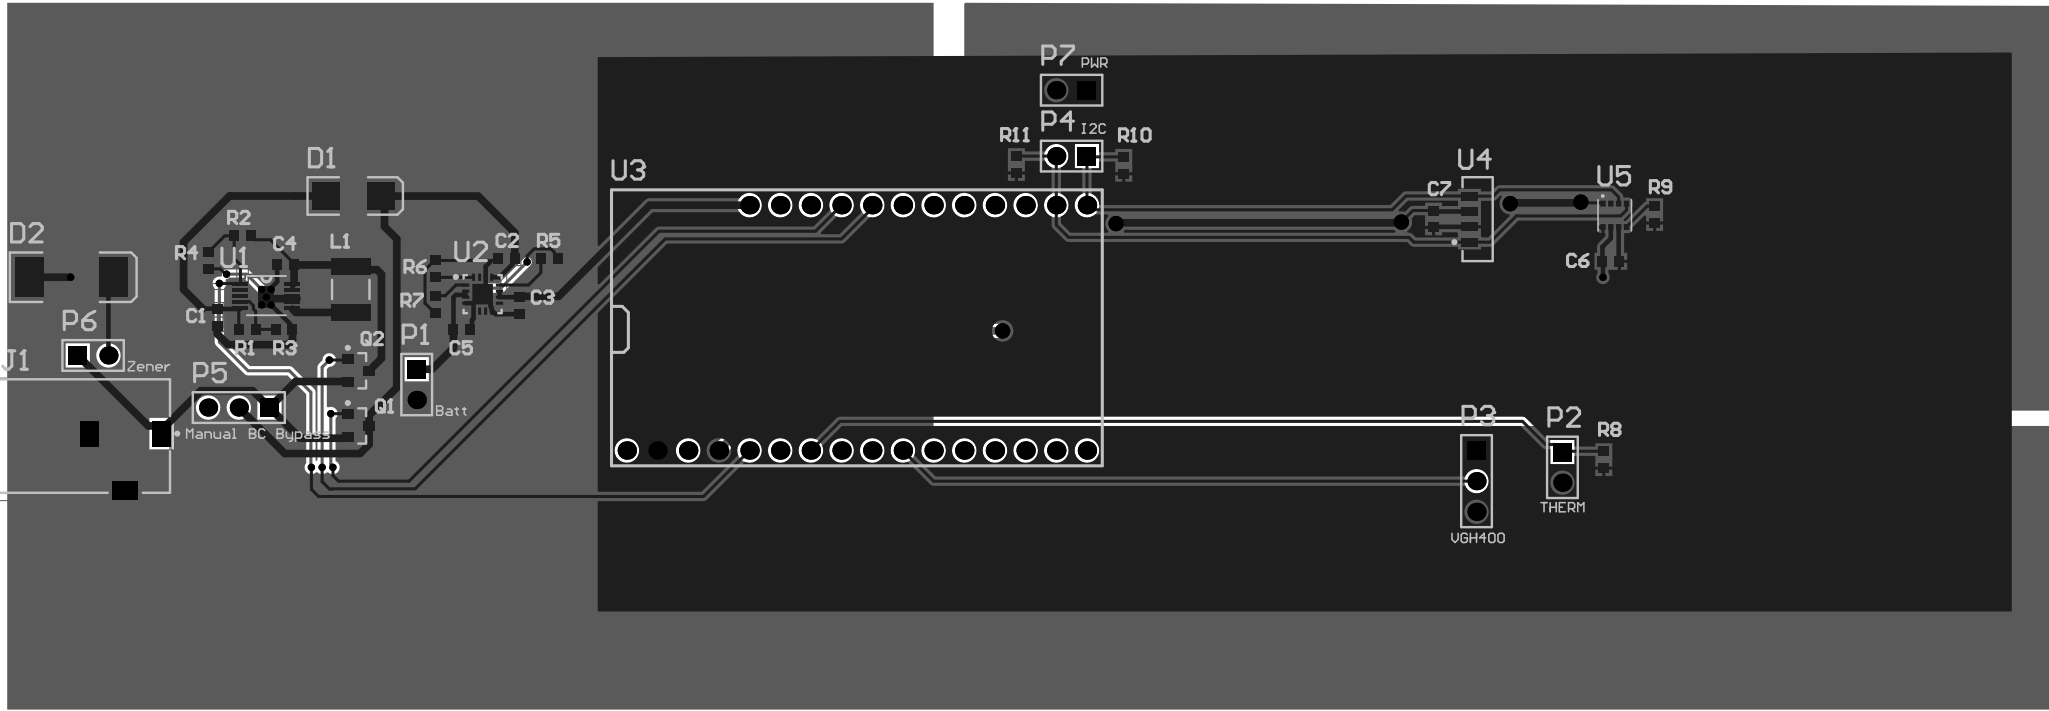 P7 PWR
P4 I2C
R11
R10
D1
U3
U4
C7
U5
R9
D2
R2
R4
U1
C4
L1
U2
C2
R5
R6
R7
C3
C6
C1
P6
R1
R3
Q2
P1
C5
J1
Zener
P5
Q1
Batt
Manual BC Bypass
P3
P2
R8
THERM
VGH400